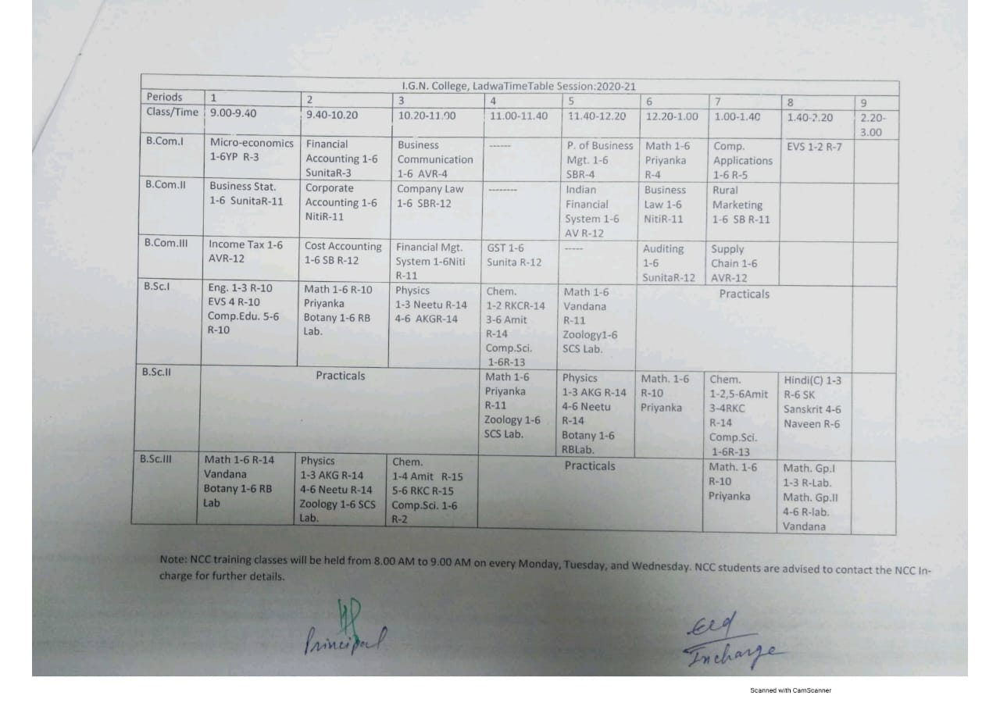 I.G.N. College, LadwaTimeTable Session:2020-21
Periods 1 2 3 4 5 6 7 8 9
Class/Time 9.00-9.40 9.40-10.20 10.20-11.00 11.00-11.40 11.40-12.20 12.20-1.00 1.00-1.40 1.40-2.20 2.20-
3.00
B.Com.I
Micro-economics
1-6YP R-3
Financial
Accounting 1-6
SunitaR-3
Business
Communication
1-6 AVR-4
------
P. of Business
Mgt. 1-6
SBR-4
Math 1-6
Priyanka
R-4
Comp.
Applications
1-6 R-5
EVS 1-2 R-7
B.Com.II
Business Stat.
1-6 SunitaR-11
Corporate
Accounting 1-6
NitiR-11
Company Law
1-6 SBR-12
--------
Indian
Financial
System 1-6
AV R-12
Business
Law 1-6
NitiR-11
Rural
Marketing
1-6 SB R-11
B.Com.III
Income Tax 1-6
AVR-12
Cost Accounting
1-6 SB R-12
Financial Mgt.
System 1-6Niti
R-11
GST 1-6
Sunita R-12
-----
Auditing
1-6
SunitaR-12
Supply
Chain 1-6
AVR-12
B.Sc.I
Eng. 1-3 R-10
EVS 4 R-10
Comp.Edu. 5-6
R-10
Math 1-6 R-10
Priyanka
Botany 1-6 RB
Lab.
Physics
1-3 Neetu R-14
4-6 AKGR-14
Chem.
1-2 RKCR-14
3-6 Amit
R-14
Comp.Sci.
1-6R-13
Math 1-6
Vandana
R-11
Zoology1-6
SCS Lab.
Practicals
B.Sc.II
Practicals
Math 1-6
Priyanka
R-11
Zoology 1-6
SCS Lab.
Physics
1-3 AKG R-14
4-6 Neetu
R-14
Botany 1-6
RBLab.
Math. 1-6
R-10
Priyanka
Chem.
1-2,5-6Amit
3-4RKC
R-14
Comp.Sci.
1-6R-13
Hindi(C) 1-3
R-6 SK
Sanskrit 4-6
Naveen R-6
B.Sc.III
Math 1-6 R-14
Vandana
Botany 1-6 RB
Lab
Physics
1-3 AKG R-14
4-6 Neetu R-14
Zoology 1-6 SCS
Lab.
Chem.
1-4 Amit R-15
5-6 RKC R-15
Comp.Sci. 1-6
R-2
Practicals
Math. 1-6
R-10
Priyanka
Math. Gp.I
1-3 R-Lab.
Math. Gp.II
4-6 R-lab.
Vandana
Note: NCC training classes will be held from 8.00 AM to 9.00 AM on every Monday, Tuesday, and Wednesday. NCC students are advised to contact the NCC In-
charge for further details.
Principal
Incharge
Scanned with CamScanner